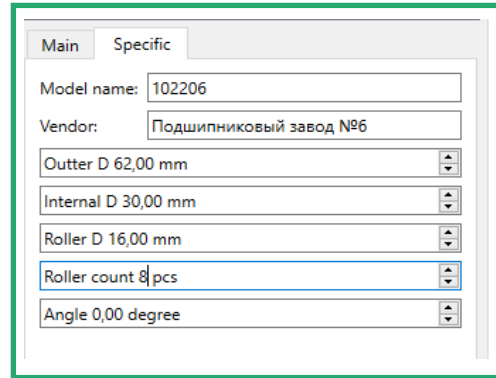 Main Specific
Model name: 102206
Vendor: Подшипниковый завод №6
Outter D 62,00 mm
Internal D 30,00 mm
Roller D 16,00 mm
Roller count 8 pcs
Angle 0,00 degree